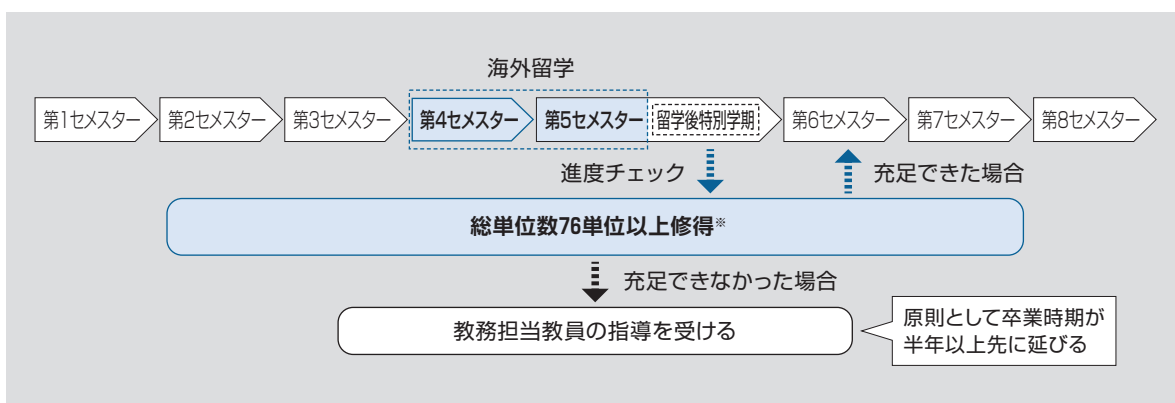 海外留学
第1セメスター
第2セメスター
第3セメスター
第4セメスター
第5セメスター
留学後特別学期
第6セメスター
第7セメスター
第8セメスター
進度チェック
充足できた場合
総単位数76単位以上修得※
充足できなかった場合
教務担当教員の指導を受ける
原則として卒業時期が
半年以上先に延びる